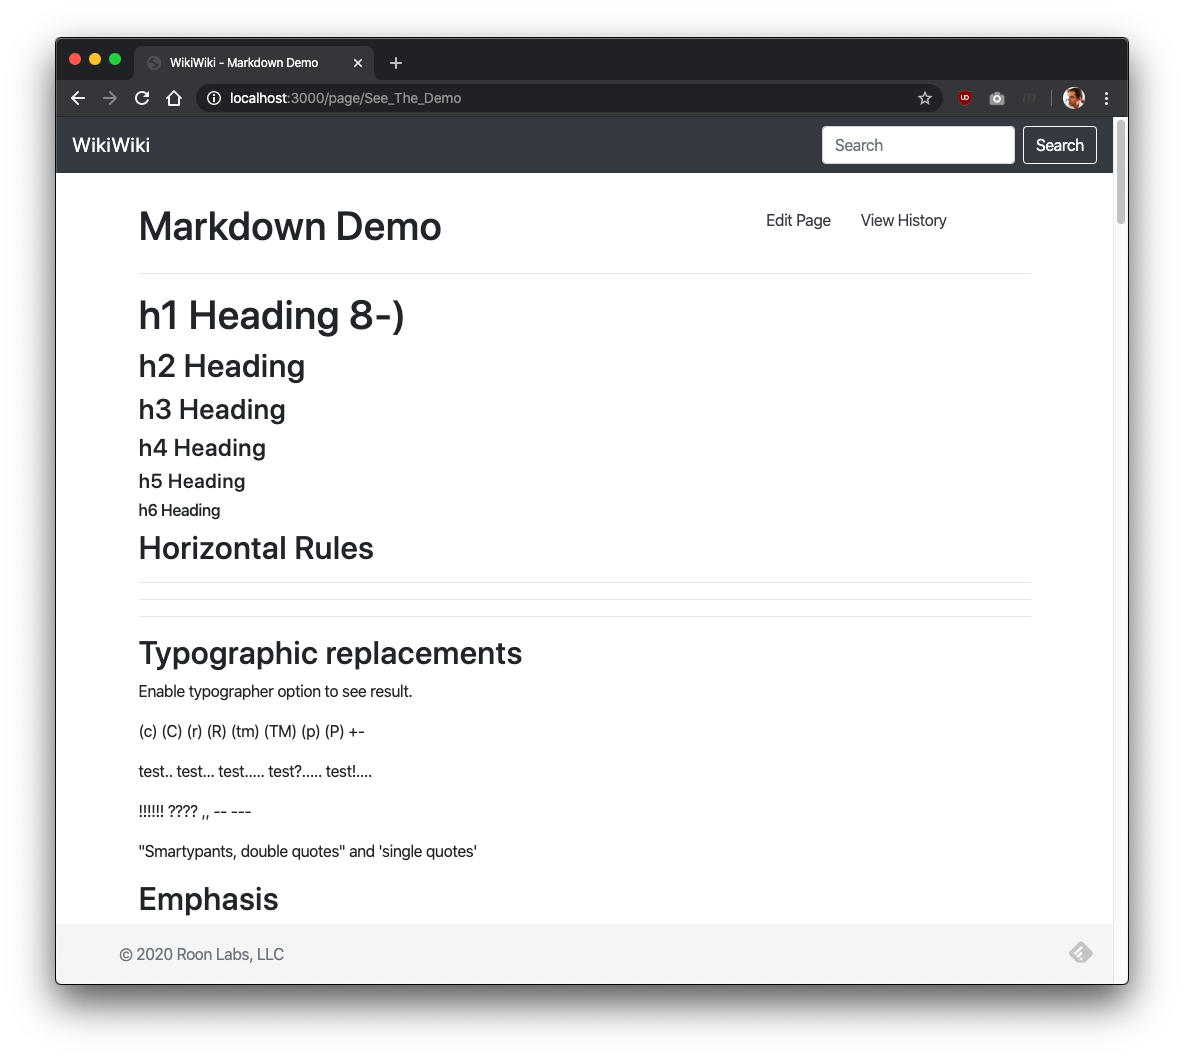 WikiWiki - Markdown Demo
localhost:3000/page/See_The_Demo
WikiWiki
Search
Search
Markdown Demo
Edit Page
View History
h1 Heading 8-)
h2 Heading
h3 Heading
h4 Heading
h5 Heading
h6 Heading
Horizontal Rules
Typographic replacements
Enable typographer option to see result.
(c) (C) (r) (R) (tm) (TM) (p) (P) +-
test.. test... test..... test?..... test!....
!!!!!! ???? ,, -- ---
"Smartypants, double quotes" and 'single quotes'
Emphasis
© 2020 Roon Labs, LLC